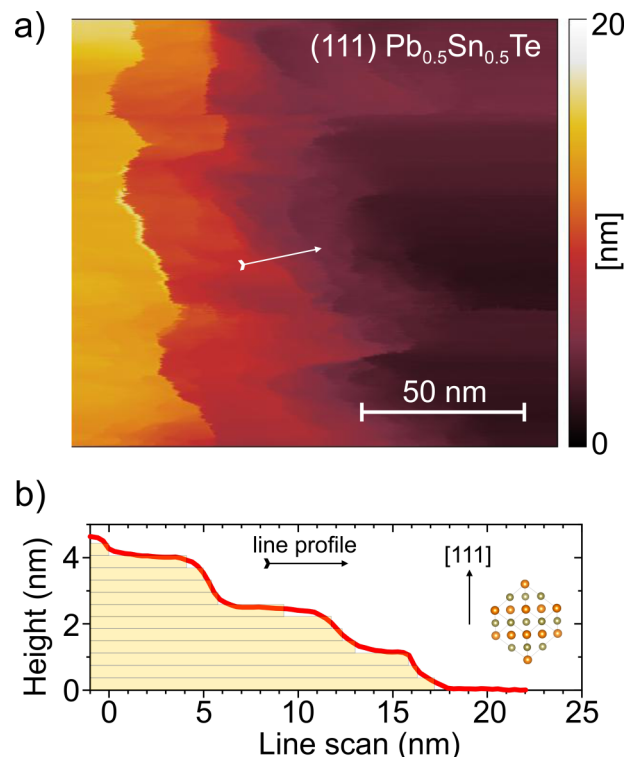 a)
(111) Pb₀.₅Sn₀.₅Te
20
[nm]
0
50 nm
b)
Height (nm)
4
2
0
line profile
[111]
0
5
10
15
20
25
Line scan (nm)